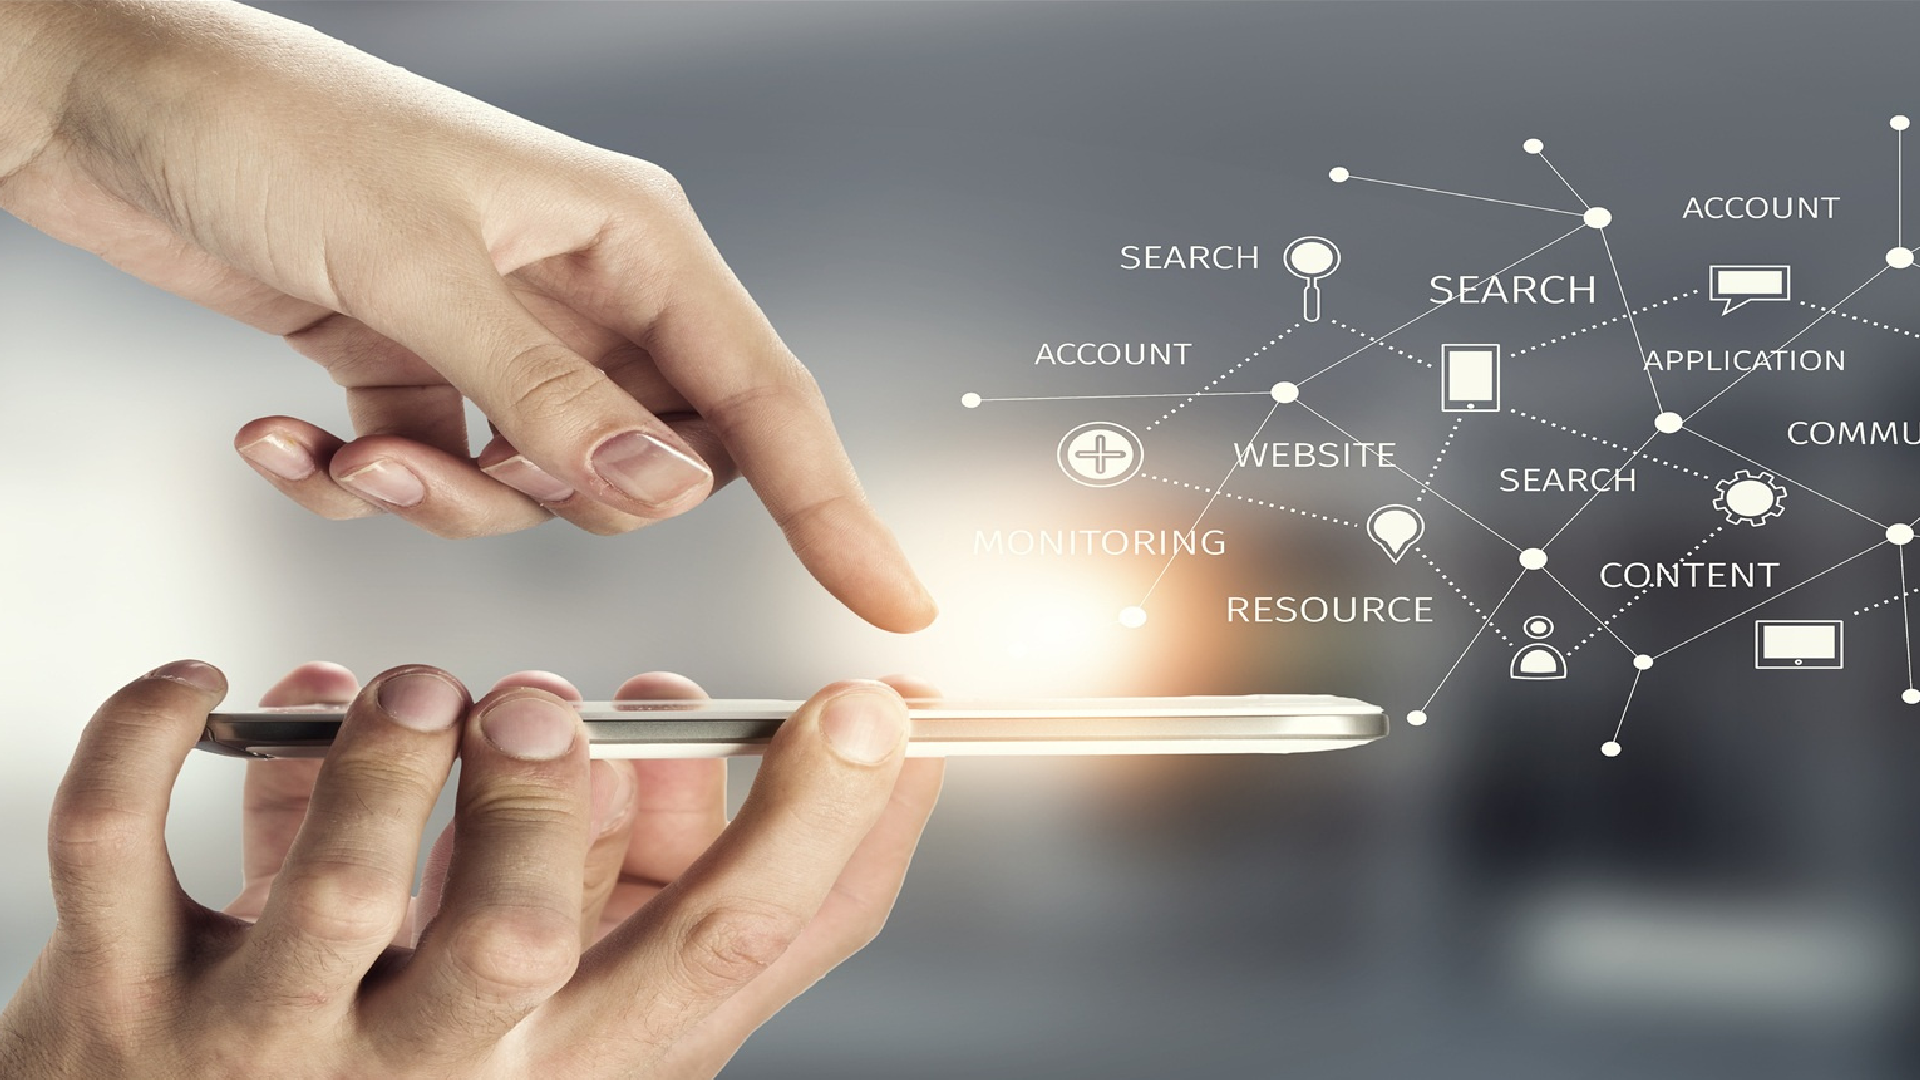 ACCOUNT
SEARCH
SEARCH
ACCOUNT
APPLICATION
COMMU
WEBSITE
SEARCH
MONITORING
CONTENT
RESOURCE